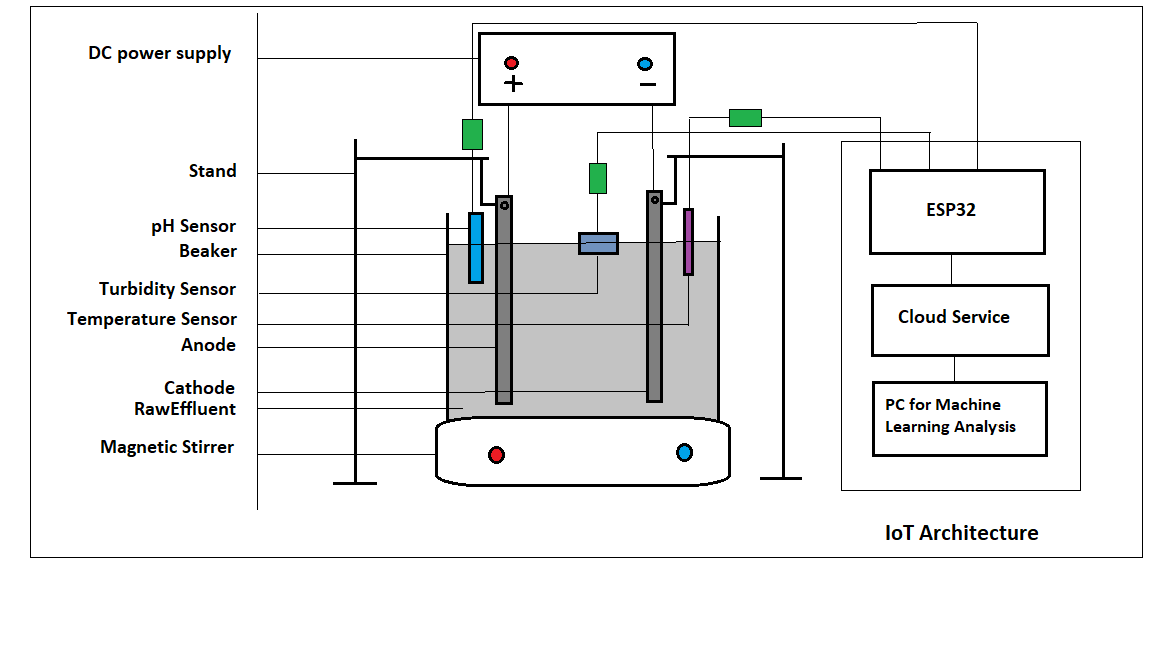 DC power supply
+
−
Stand
pH Sensor
Beaker
Turbidity Sensor
Temperature Sensor
Anode
Cathode
RawEffluent
Magnetic Stirrer
ESP32
Cloud Service
PC for Machine
Learning Analysis
IoT Architecture